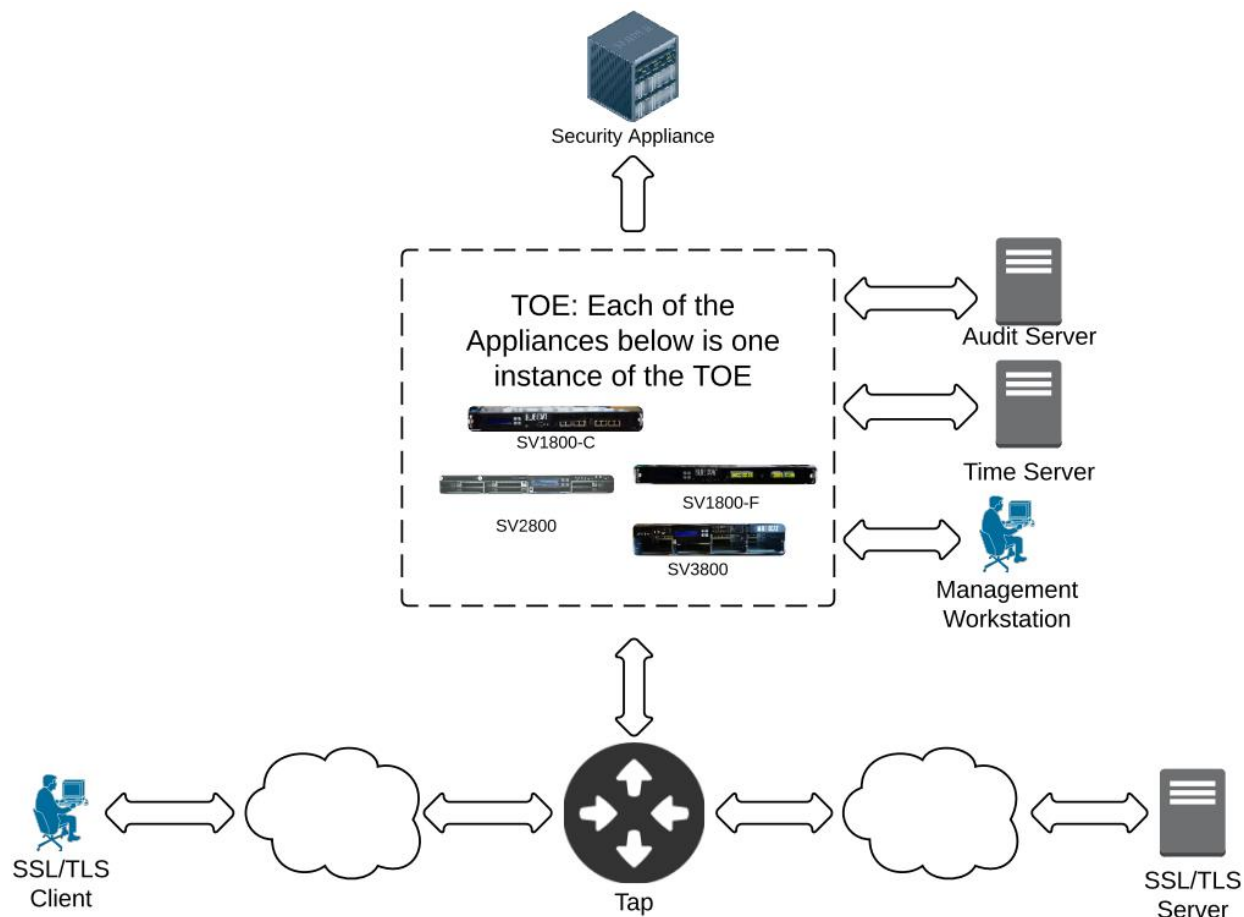 Security Appliance
TOE: Each of the
Appliances below is one
instance of the TOE
SV1800-C
SV1800-F
SV2800
SV3800
Audit Server
Time Server
Management
Workstation
SSL/TLS
Client
Tap
SSL/TLS
Server